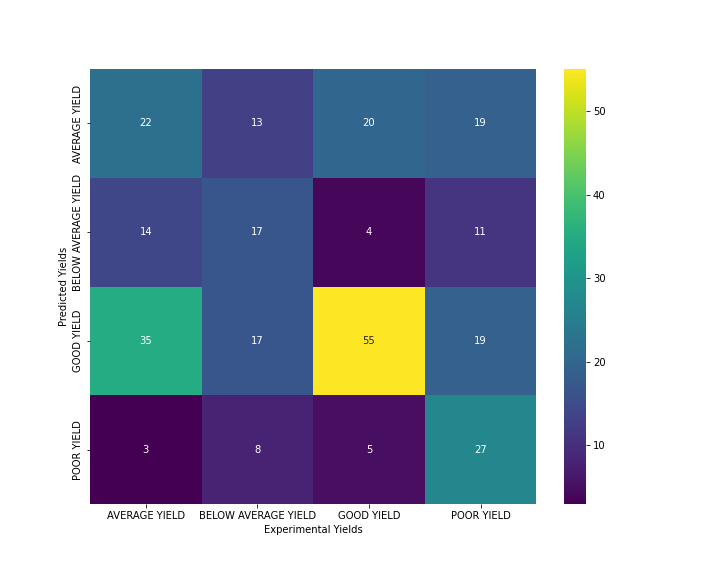 AVERAGE YIELD
22 13 20 19
BELOW AVERAGE YIELD
14 17 4 11
GOOD YIELD
35 17 55 19
POOR YIELD
3 8 5 27
Predicted Yields
AVERAGE YIELD BELOW AVERAGE YIELD GOOD YIELD POOR YIELD
Experimental Yields
50
40
30
20
10